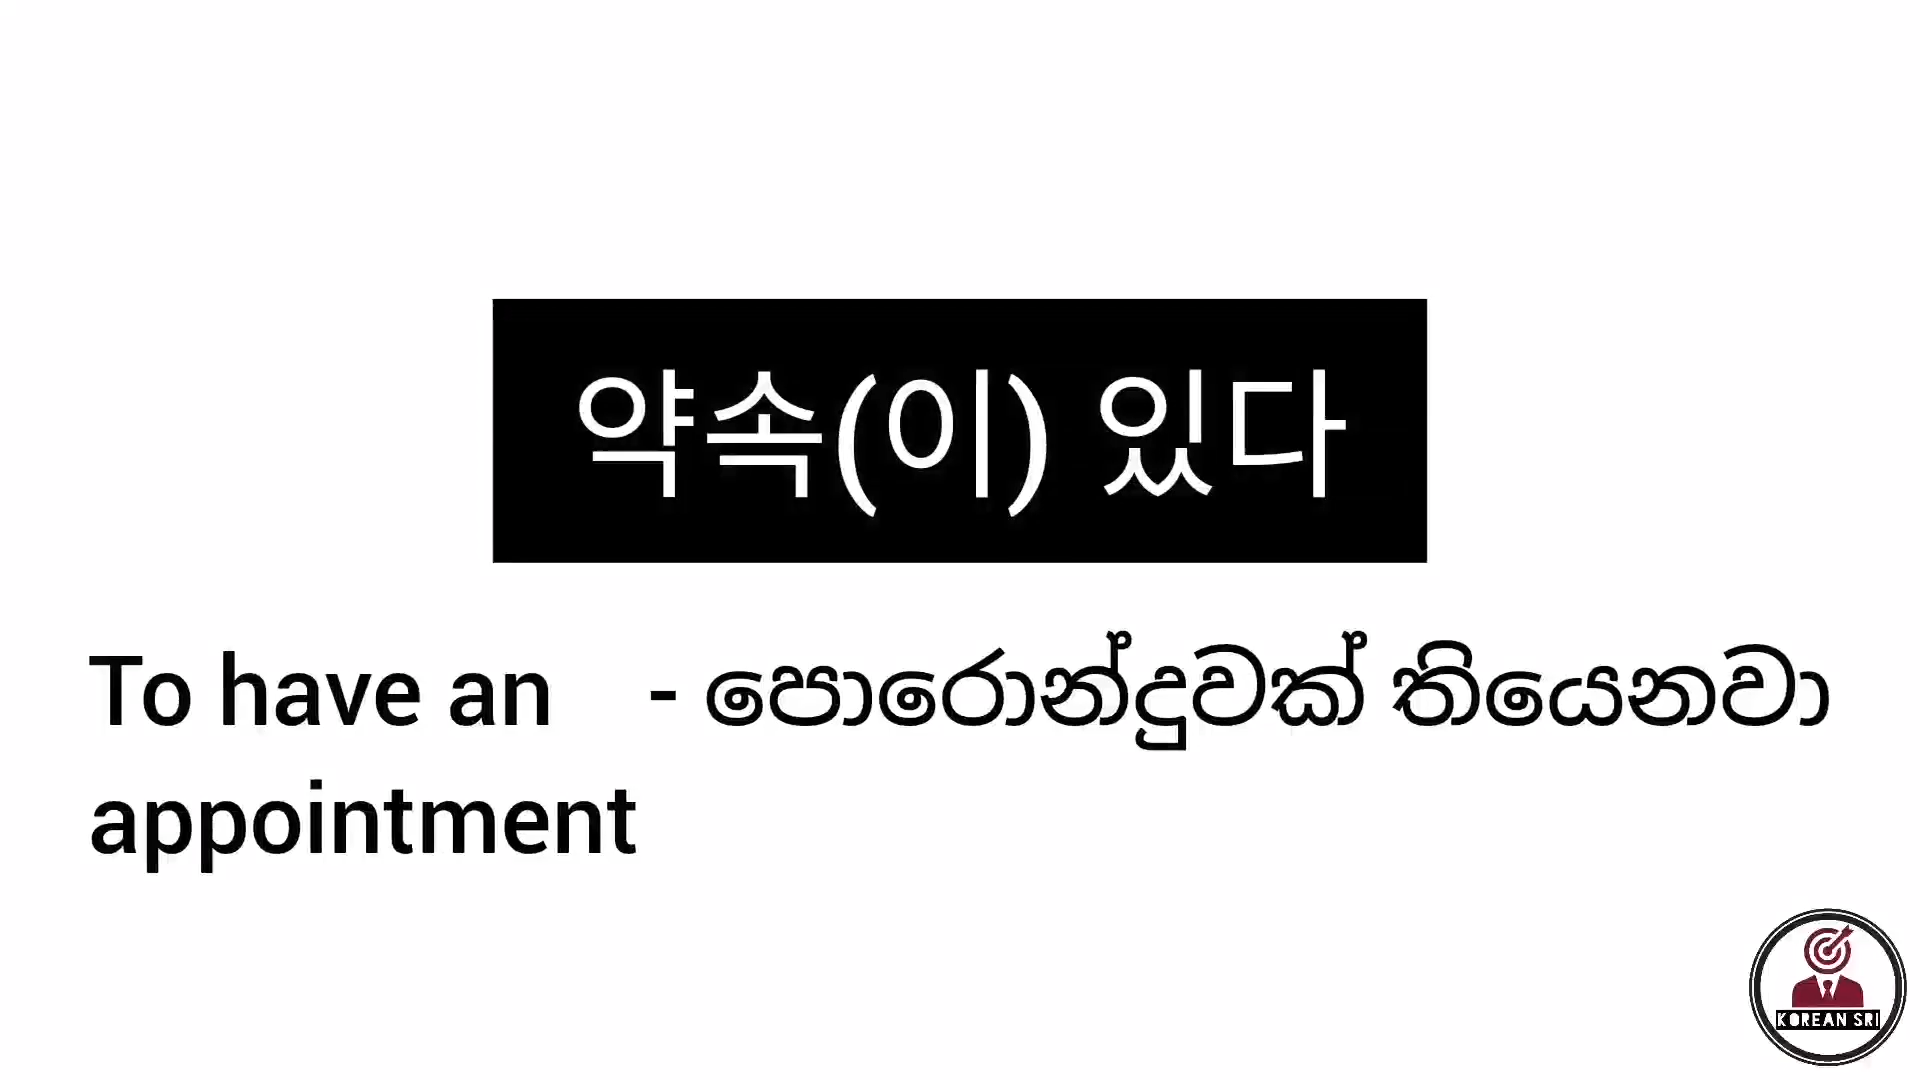 약속(이) 있다
To have an - පොරොන්දුවක් තියෙනවා
appointment
KOREAN SRI